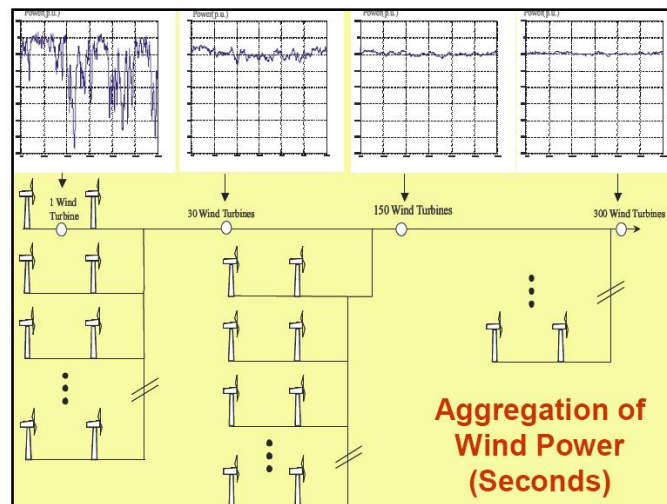 Power(p.u.)
Power(p.u.)
Power(p.u.)
Power(p.u.)
1 Wind
Turbine
30 Wind Turbines
150 Wind Turbines
300 Wind Turbines
Aggregation of
Wind Power
(Seconds)